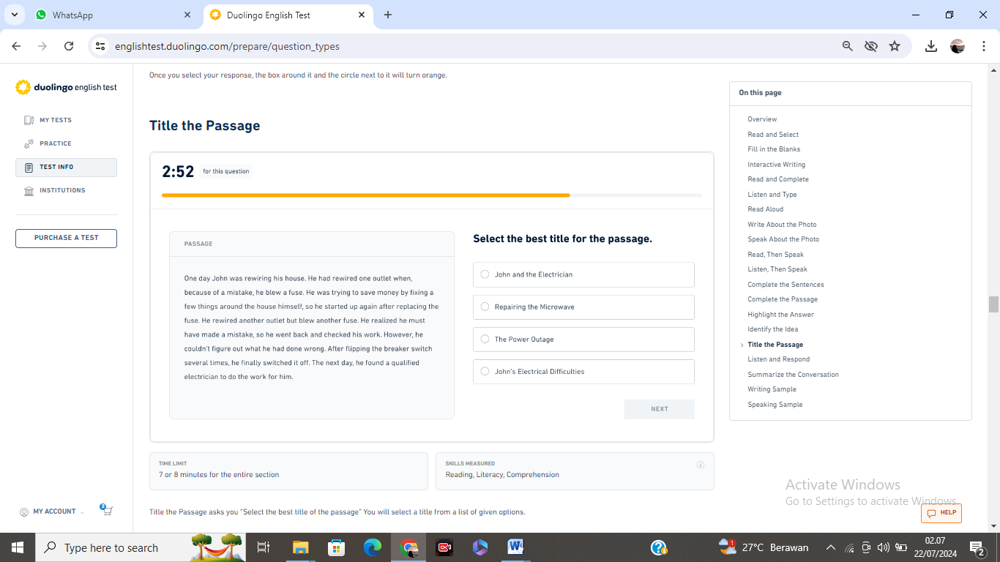 WhatsApp
Duolingo English Test
englishtest.duolingo.com/prepare/question_types
duolingo english test
MY TESTS
PRACTICE
TEST INFO
INSTITUTIONS
PURCHASE A TEST
MY ACCOUNT
2
Once you select your response, the box around it and the circle next to it will turn orange.
Title the Passage
2:52 for this question
PASSAGE
One day John was rewiring his house. He had rewired one outlet when,
because of a mistake, he blew a fuse. He was trying to save money by fixing a
few things around the house himself, so he started up again after replacing the
fuse. He rewired another outlet but blew another fuse. He realized he must
have made a mistake, so he went back and checked his work. However, he
couldn't figure out what he had done wrong. After flipping the breaker switch
several times, he finally switched it off. The next day, he found a qualified
electrician to do the work for him.
Select the best title for the passage.
John and the Electrician
Repairing the Microwave
The Power Outage
John's Electrical Difficulties
NEXT
TIME LIMIT
7 or 8 minutes for the entire section
SKILLS MEASURED
Reading, Literacy, Comprehension
Title the Passage asks you "Select the best title of the passage" You will select a title from a list of given options.
On this page
Overview
Read and Select
Fill in the Blanks
Interactive Writing
Read and Complete
Listen and Type
Read Aloud
Write About the Photo
Speak About the Photo
Read, Then Speak
Listen, Then Speak
Complete the Sentences
Complete the Passage
Highlight the Answer
Identify the Idea
Title the Passage
Listen and Respond
Summarize the Conversation
Writing Sample
Speaking Sample
Activate Windows
Go to Settings to activate Windows.
HELP
Type here to search
1
27°C Berawan
02.07
22/07/2024
2